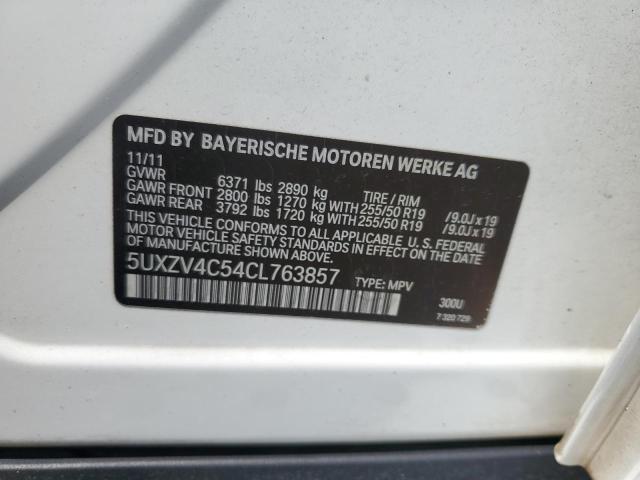 MFD BY BAYERISCHE MOTOREN WERKE AG
11/11
GVWR 6371 lbs 2890 kg TIRE / RIM
GAWR FRONT 2800 lbs 1270 kg WITH 255/50 R19 /9.0J x 19
GAWR REAR 3792 lbs 1720 kg WITH 255/50 R19 /9.0J x 19
THIS VEHICLE CONFORMS TO ALL APPLICABLE U.S. FEDERAL
MOTOR VEHICLE SAFETY STANDARDS IN EFFECT ON THE DATE
OF MANUFACTURE SHOWN ABOVE.
5UXZV4C54CL763857 TYPE: MPV
300U
7 320 729